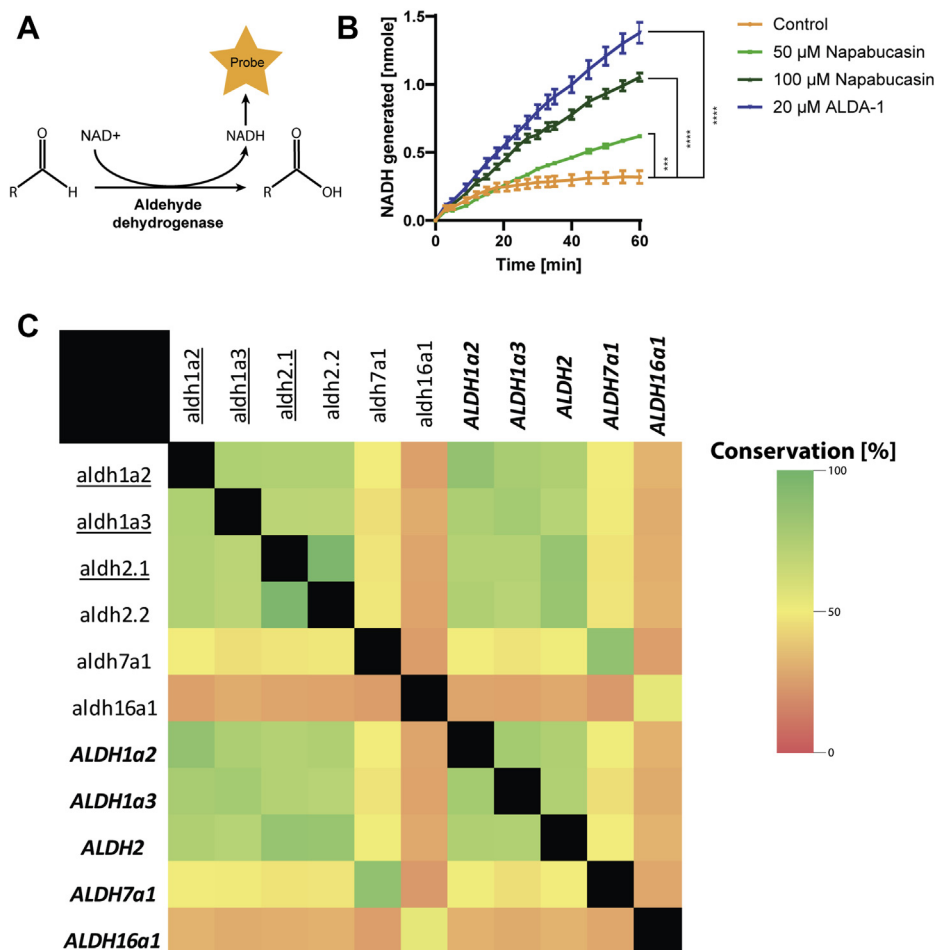 A
Probe
NAD+
NADH
O
R
H
O
R
OH
Aldehyde
dehydrogenase
B
NADH generated [nmole]
1.5
1.0
0.5
0.0
0
20
40
60
Time [min]
***
****
****
Control
50 µM Napabucasin
100 µM Napabucasin
20 µM ALDA-1
C
aldh1a2
aldh1a3
aldh2.1
aldh2.2
aldh7a1
aldh16a1
ALDH1a2
ALDH1a3
ALDH2
ALDH7a1
ALDH16a1
aldh1a2
aldh1a3
aldh2.1
aldh2.2
aldh7a1
aldh16a1
ALDH1a2
ALDH1a3
ALDH2
ALDH7a1
ALDH16a1
Conservation [%]
100
50
0